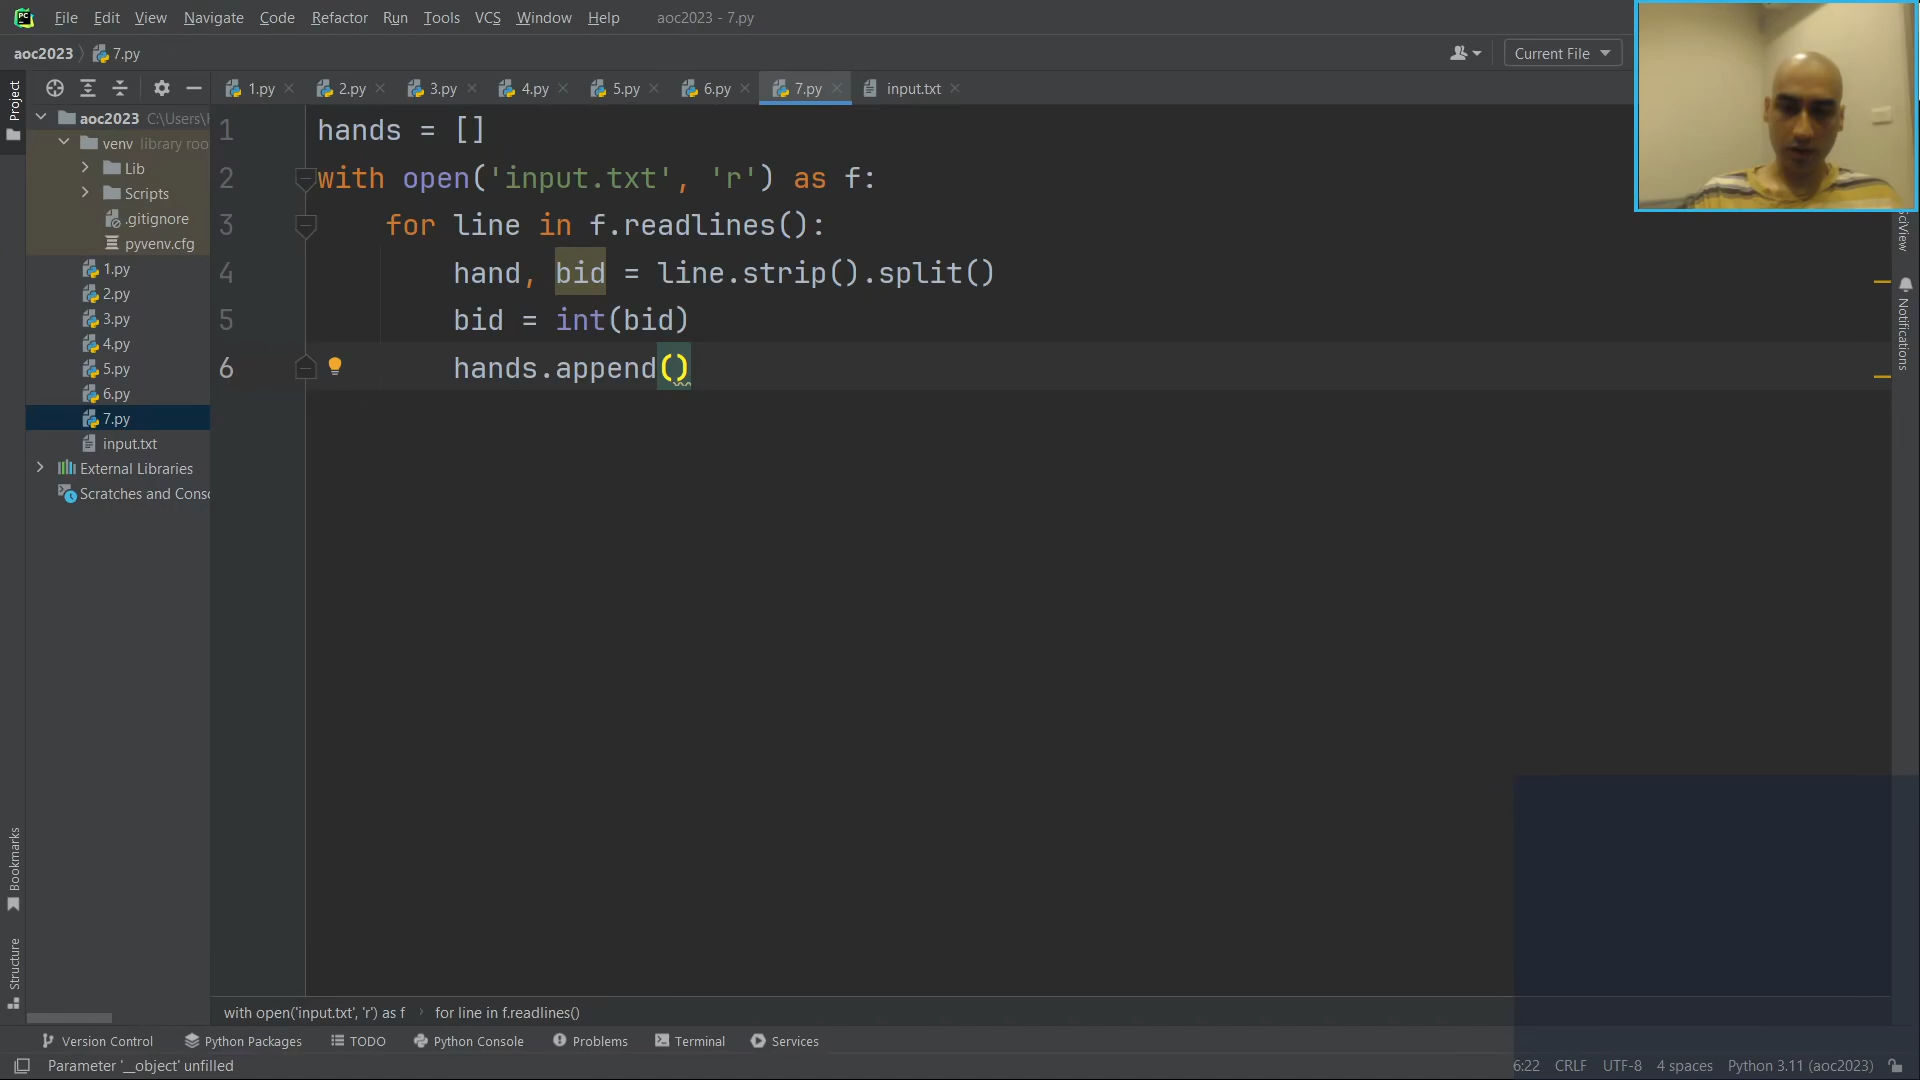 File Edit View Navigate Code Refactor Run Tools VCS Window Help aoc2023 - 7.py
aoc2023 7.py
Current File
1.py 2.py 3.py 4.py 5.py 6.py 7.py input.txt
Project
aoc2023 C:\Users\
venv library roo
Lib
Scripts
.gitignore
pyvenv.cfg
1.py
2.py
3.py
4.py
5.py
6.py
7.py
input.txt
External Libraries
Scratches and Conso
1 hands = []
2 with open('input.txt', 'r') as f:
3 for line in f.readlines():
4 hand, bid = line.strip().split()
5 bid = int(bid)
6 hands.append()
SciView
Notifications
Bookmarks
Structure
with open('input.txt', 'r') as f for line in f.readlines()
Version Control Python Packages TODO Python Console Problems Terminal Services
Parameter '__object' unfilled
6:22 CRLF UTF-8 4 spaces Python 3.11 (aoc2023)